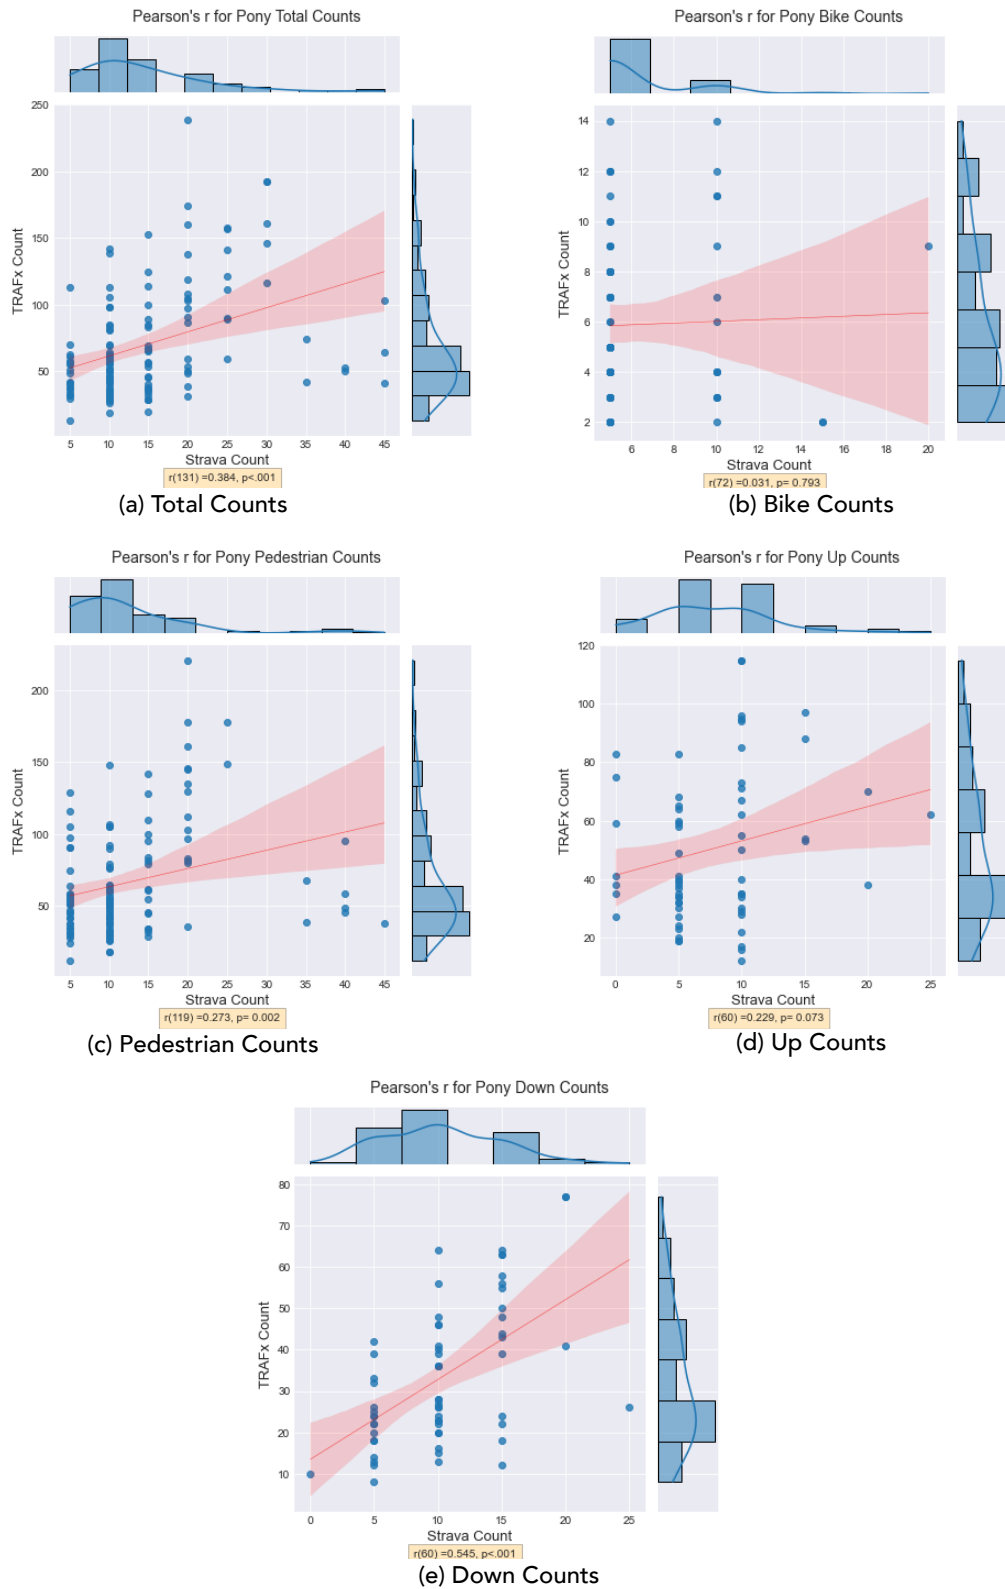 Pearson's r for Pony Total Counts
250
200
150
100
50
TRAFx Count
5 10 15 20 25 30 35 40 45
Strava Count
r(131) =0.384, p<.001
(a) Total Counts
Pearson's r for Pony Bike Counts
14
12
10
8
6
4
2
TRAFx Count
6 8 10 12 14 16 18 20
Strava Count
r(72) =0.031, p= 0.793
(b) Bike Counts
Pearson's r for Pony Pedestrian Counts
200
150
100
50
TRAFx Count
5 10 15 20 25 30 35 40 45
Strava Count
r(119) =0.273, p= 0.002
(c) Pedestrian Counts
Pearson's r for Pony Up Counts
120
100
80
60
40
20
TRAFx Count
0 5 10 15 20 25
Strava Count
r(60) =0.229, p= 0.073
(d) Up Counts
Pearson's r for Pony Down Counts
80
70
60
50
40
30
20
10
TRAFx Count
0 5 10 15 20 25
Strava Count
r(60) =0.545, p<.001
(e) Down Counts